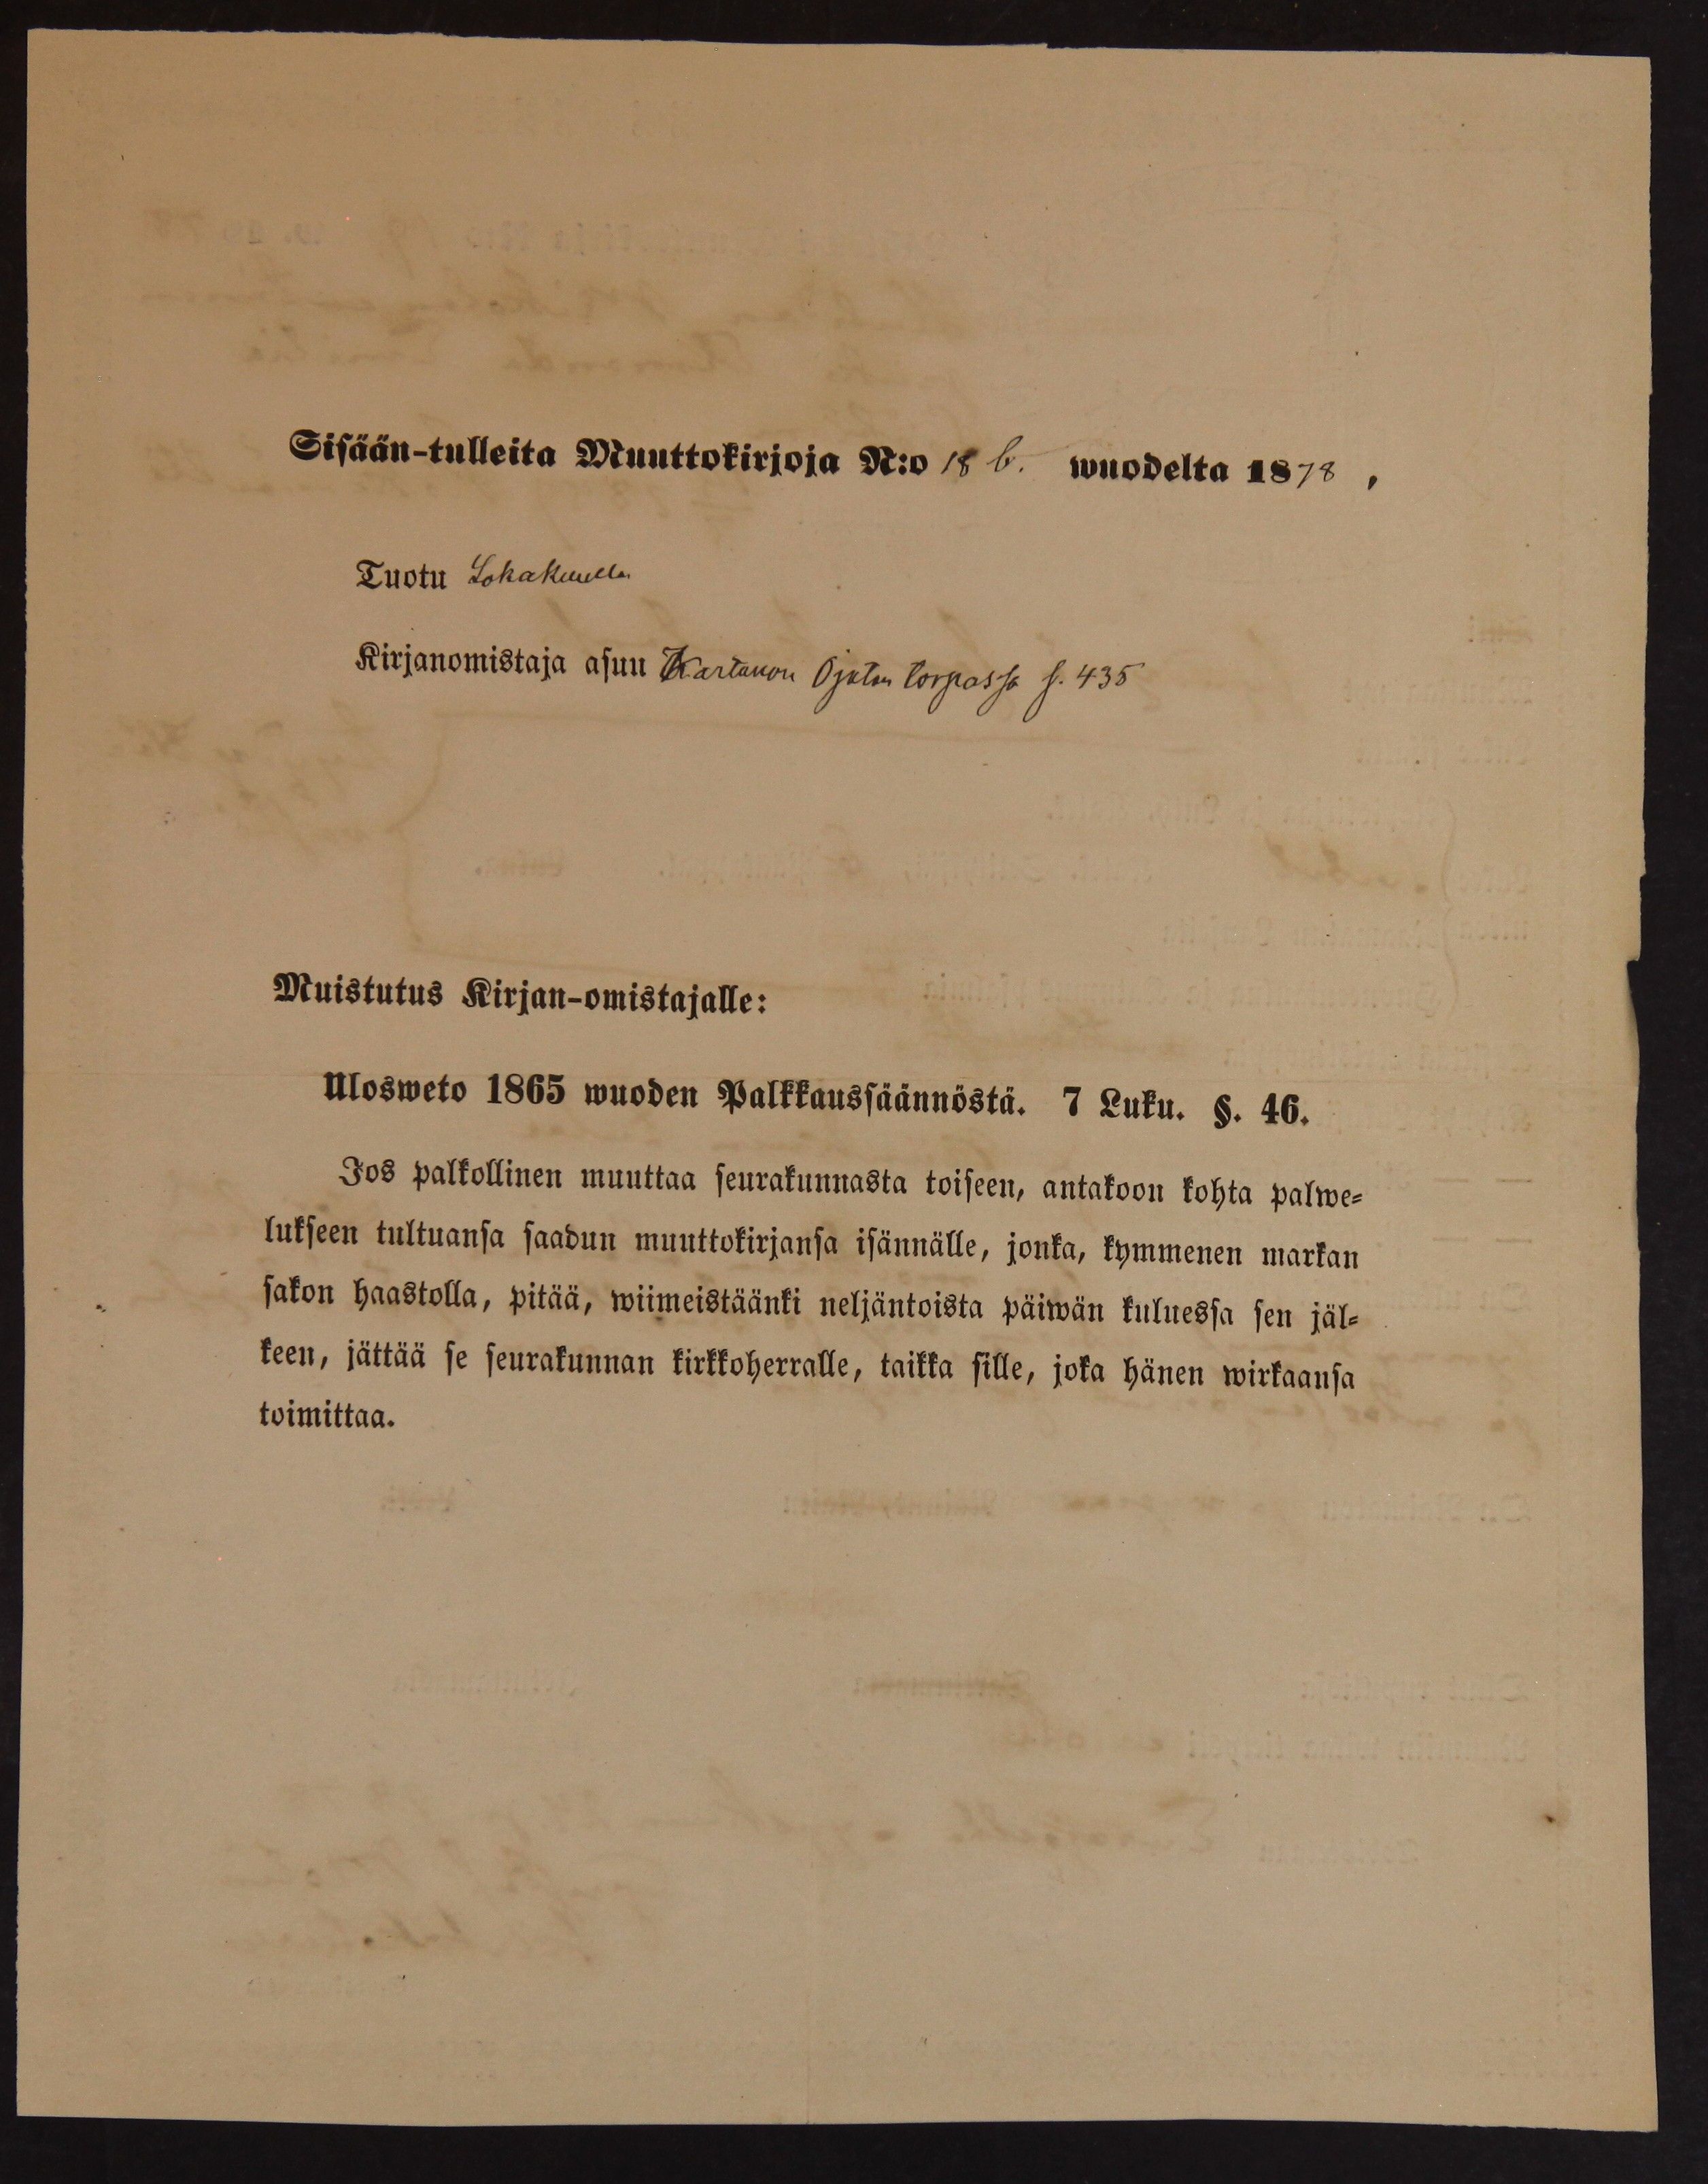 Sisään-tulleita Muuttokirjoja N:o 18 b. wuodelta 1878,
Tuotu Lokakuulla
Kirjanomistaja asuu Kartanon Ojatan torpassa s. 435
Muistutus Kirjan-omistajalle:
Ulosweto 1865 wuoden Palkkaussäännöstä. 7 Luku. §. 46.
Jos palkollinen muuttaa seurakunnasta toiseen, antakoon kohta palwe-
lukseen tultuansa saadun muuttokirjansa isännälle, jonka, kymmenen markan
sakon haastolla, pitää, wiimeistäänki neljäntoista päiwän kuluessa sen jäl-
keen, jättää se seurakunnan kirkkoherralle, taikka sille, joka hänen wirkaansa
toimittaa.